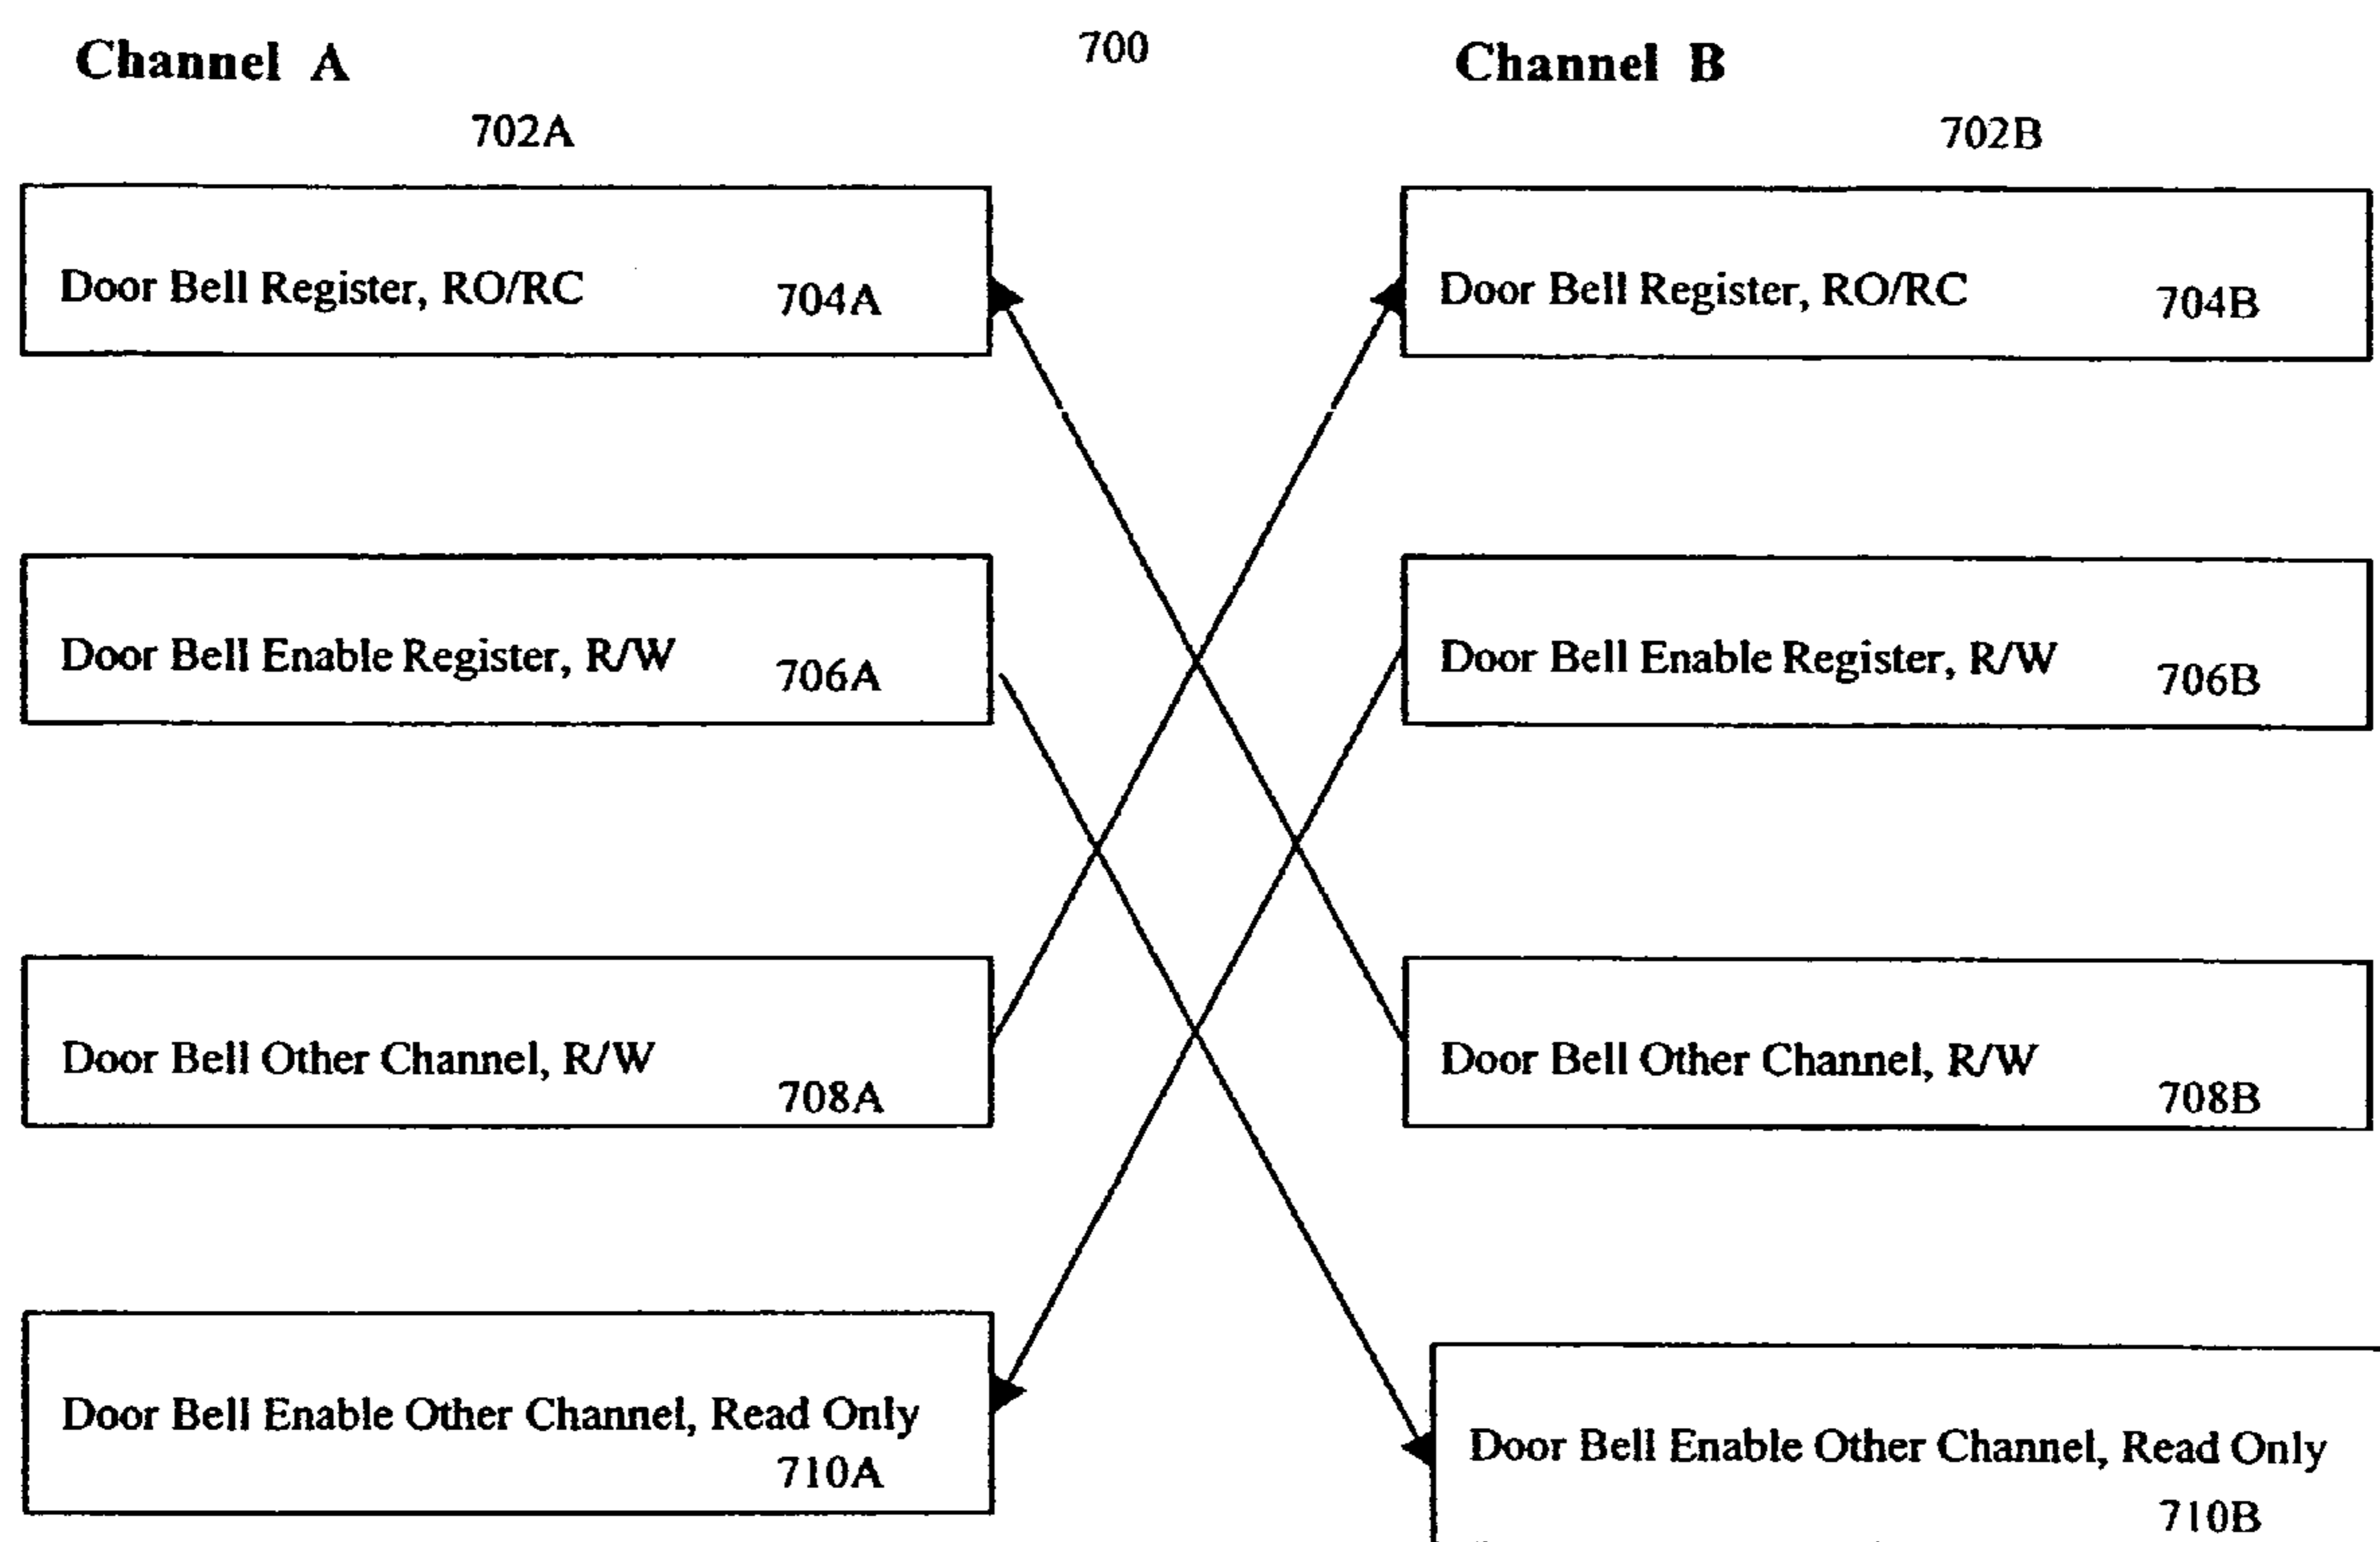 700
Channel A
702A
Door Bell Register, RO/RC
704A
Door Bell Enable Register, R/W
706A
Door Bell Other Channel, R/W
708A
Door Bell Enable Other Channel, Read Only
710A
Channel B
702B
Door Bell Register, RO/RC
704B
Door Bell Enable Register, R/W
706B
Door Bell Other Channel, R/W
708B
Door Bell Enable Other Channel, Read Only
710B